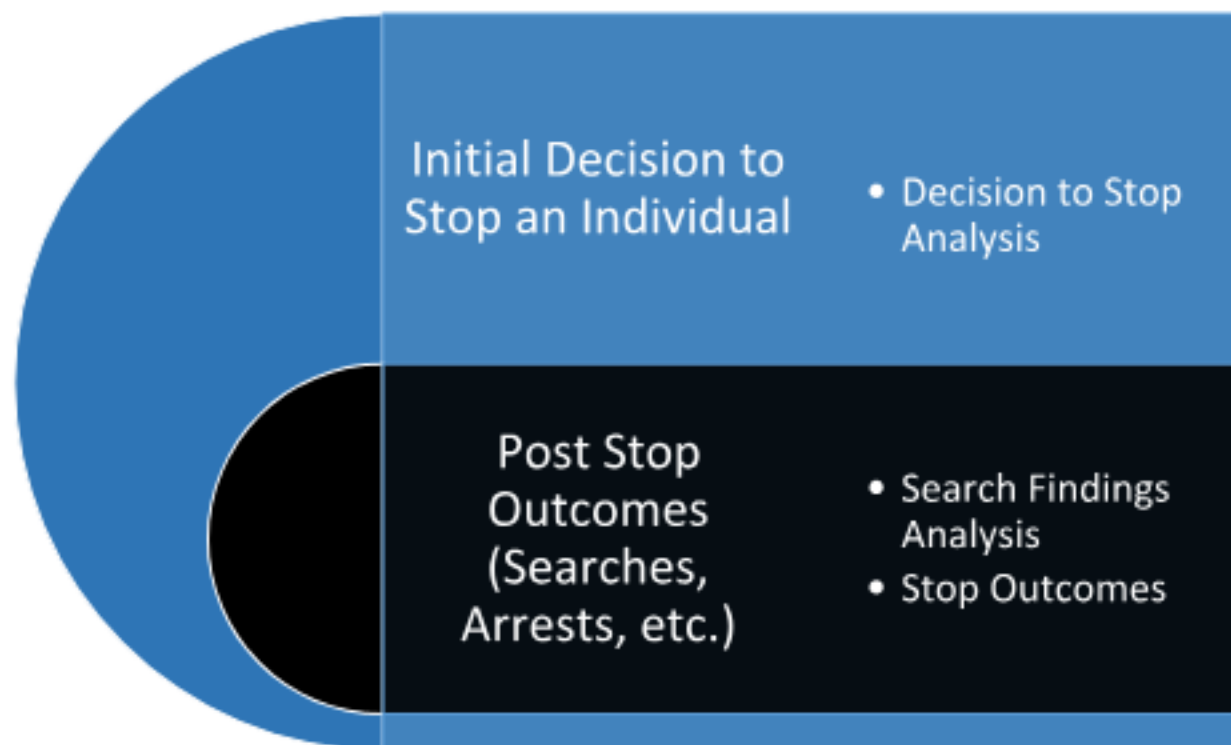 Initial Decision to
Stop an Individual
• Decision to Stop
Analysis
Post Stop
Outcomes
(Searches,
Arrests, etc.)
• Search Findings
Analysis
• Stop Outcomes